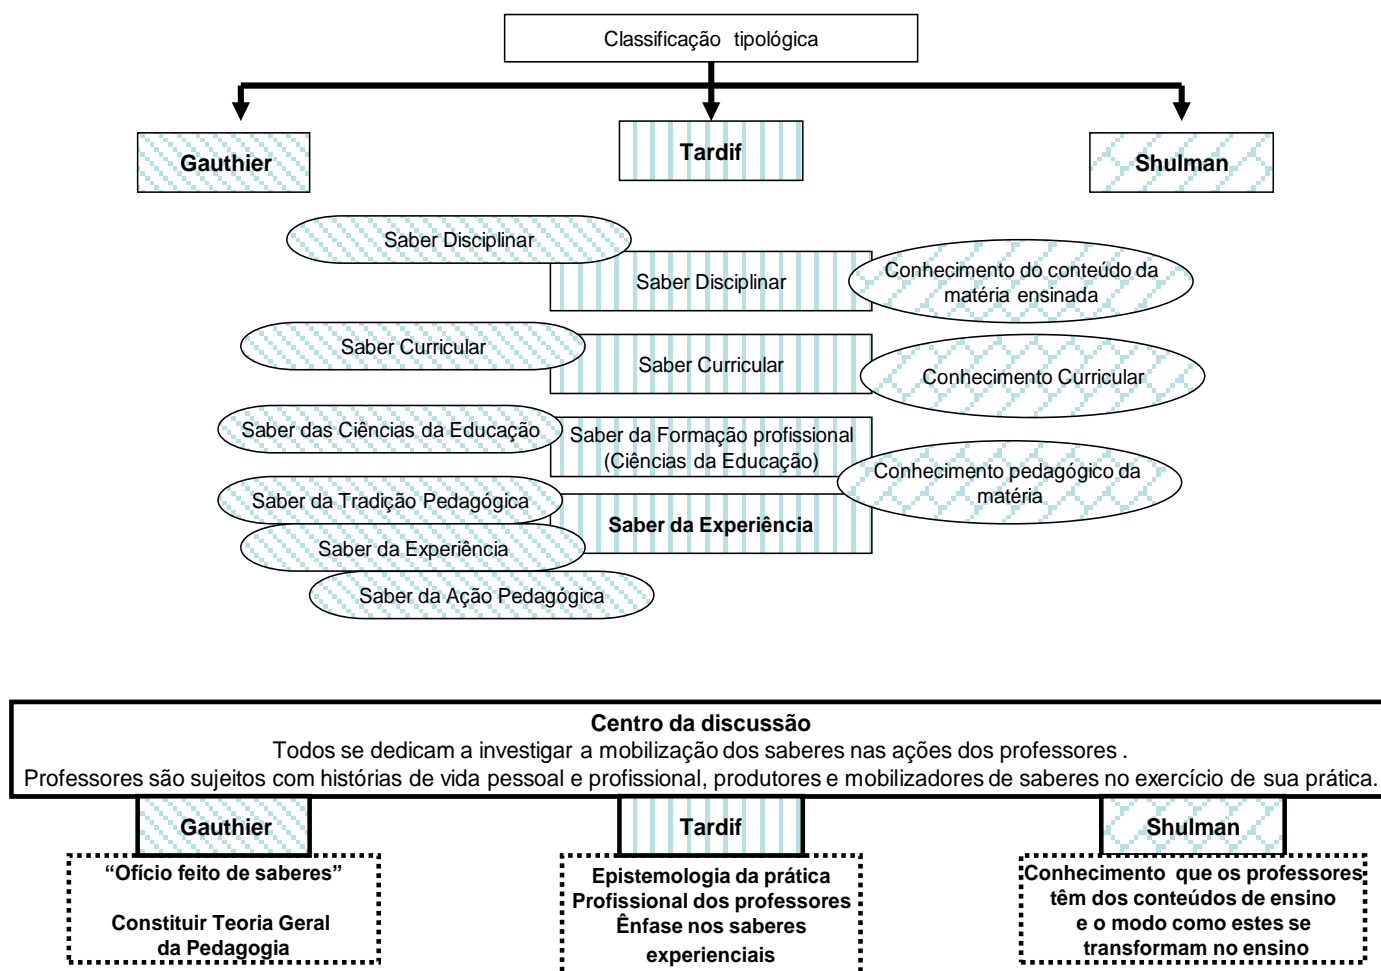 Classificação tipológica
Gauthier
Tardif
Shulman
Saber Disciplinar
Saber Disciplinar
Conhecimento do conteúdo da
matéria ensinada
Saber Curricular
Saber Curricular
Conhecimento Curricular
Saber das Ciências da Educação
Saber da Formação profissional
(Ciências da Educação)
Conhecimento pedagógico da
matéria
Saber da Tradição Pedagógica
Saber da Experiência
Saber da Experiência
Saber da Ação Pedagógica
Centro da discussão
Todos se dedicam a investigar a mobilização dos saberes nas ações dos professores .
Professores são sujeitos com histórias de vida pessoal e profissional, produtores e mobilizadores de saberes no exercício de sua prática.
Gauthier
Tardif
Shulman
“Ofício feito de saberes”
Constituir Teoria Geral
da Pedagogia
Epistemologia da prática
Profissional dos professores
Ênfase nos saberes
experienciais
Conhecimento que os professores
têm dos conteúdos de ensino
e o modo como estes se
transformam no ensino